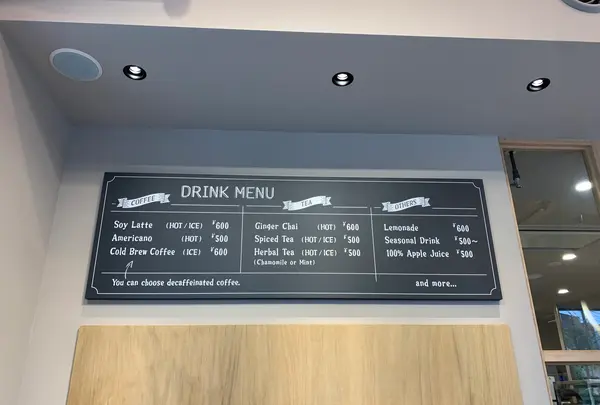 DRINK MENU
COFFEE
Soy Latte (HOT/ICE) ¥600
Americano (HOT) ¥500
Cold Brew Coffee (ICE) ¥600
You can choose decaffeinated coffee.
TEA
Ginger Chai (HOT) ¥600
Spiced Tea (HOT/ICE) ¥500
Herbal Tea (HOT/ICE) ¥500
(Chamomile or Mint)
OTHERS
Lemonade ¥600
Seasonal Drink ¥500~
100% Apple Juice ¥500
and more...